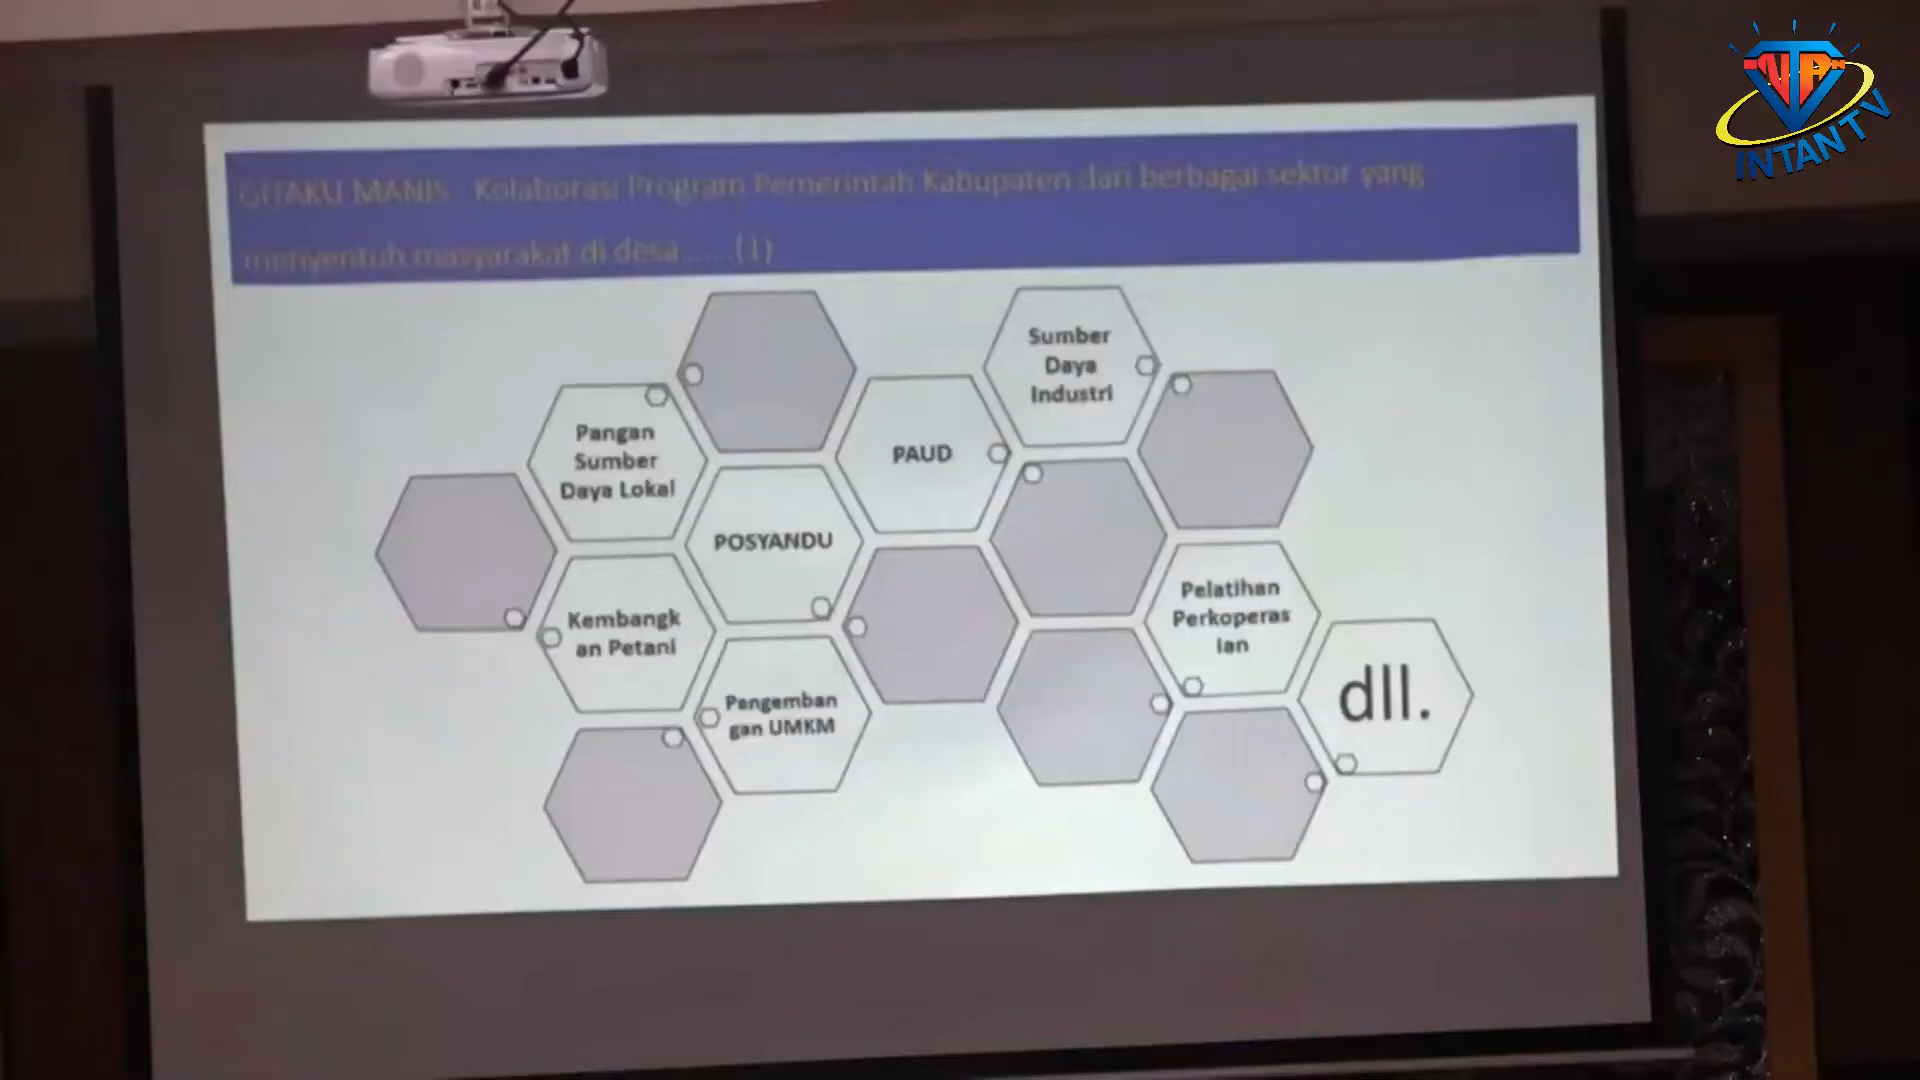 GITAKU MANIS : Kolaborasi Program Pemerintah Kabupaten dari berbagai sektor yang
menyentuh masyarakat di desa......(1)
Sumber
Daya
Industri
Pangan
Sumber
Daya Lokal
PAUD
POSYANDU
Kembangk
an Petani
Pelatihan
Perkoperas
ian
Pengemban
gan UMKM
dll.
INTAN
INTAN TV